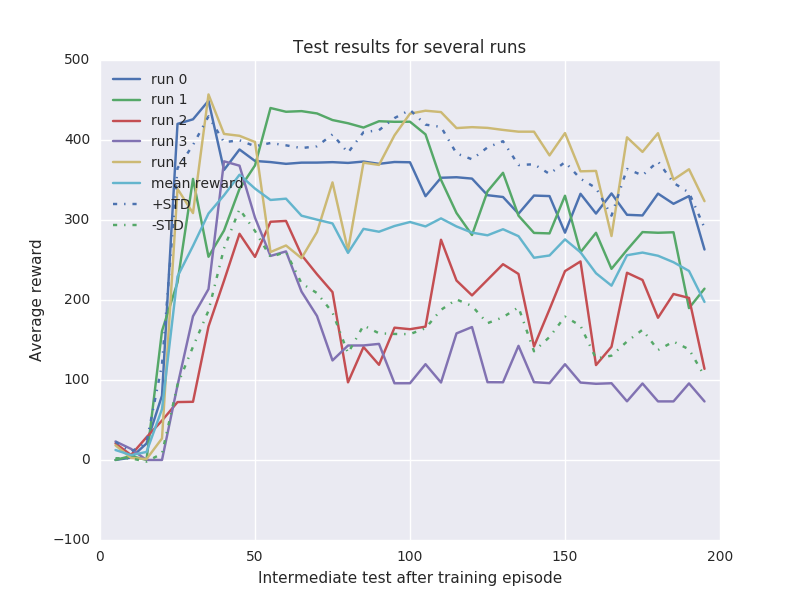 Test results for several runs
500
400
300
200
100
0
−100
run 0
run 1
run 2
run 3
run 4
mean reward
+STD
-STD
Average reward
0
50
100
150
200
Intermediate test after training episode